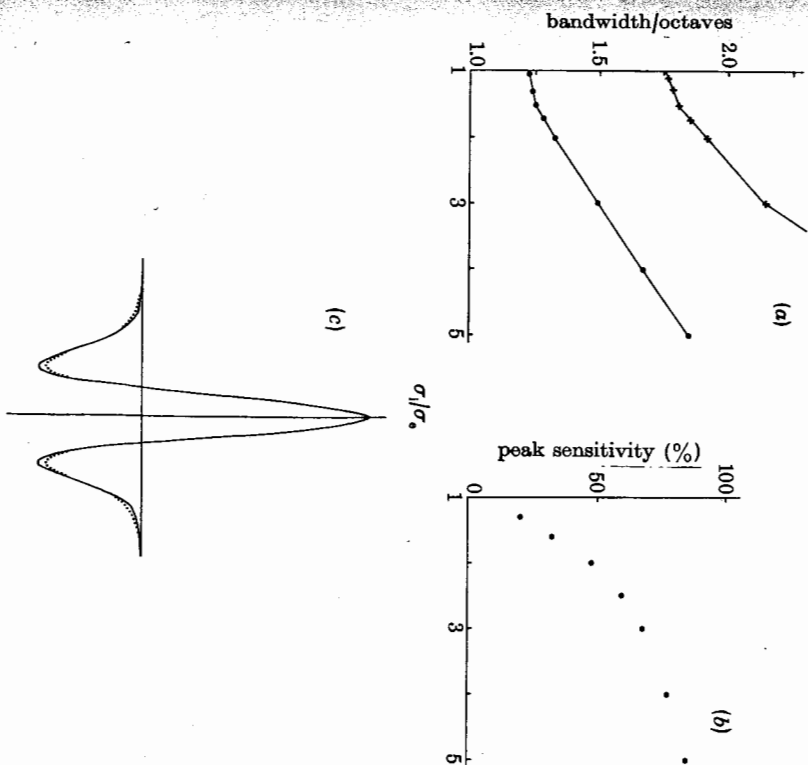 bandwidth/octaves
1.0
1.5
2.0
1
3
5
(a)
σᵢ/σₑ
peak sensitivity (%)
0
50
100
1
3
5
(b)
(c)